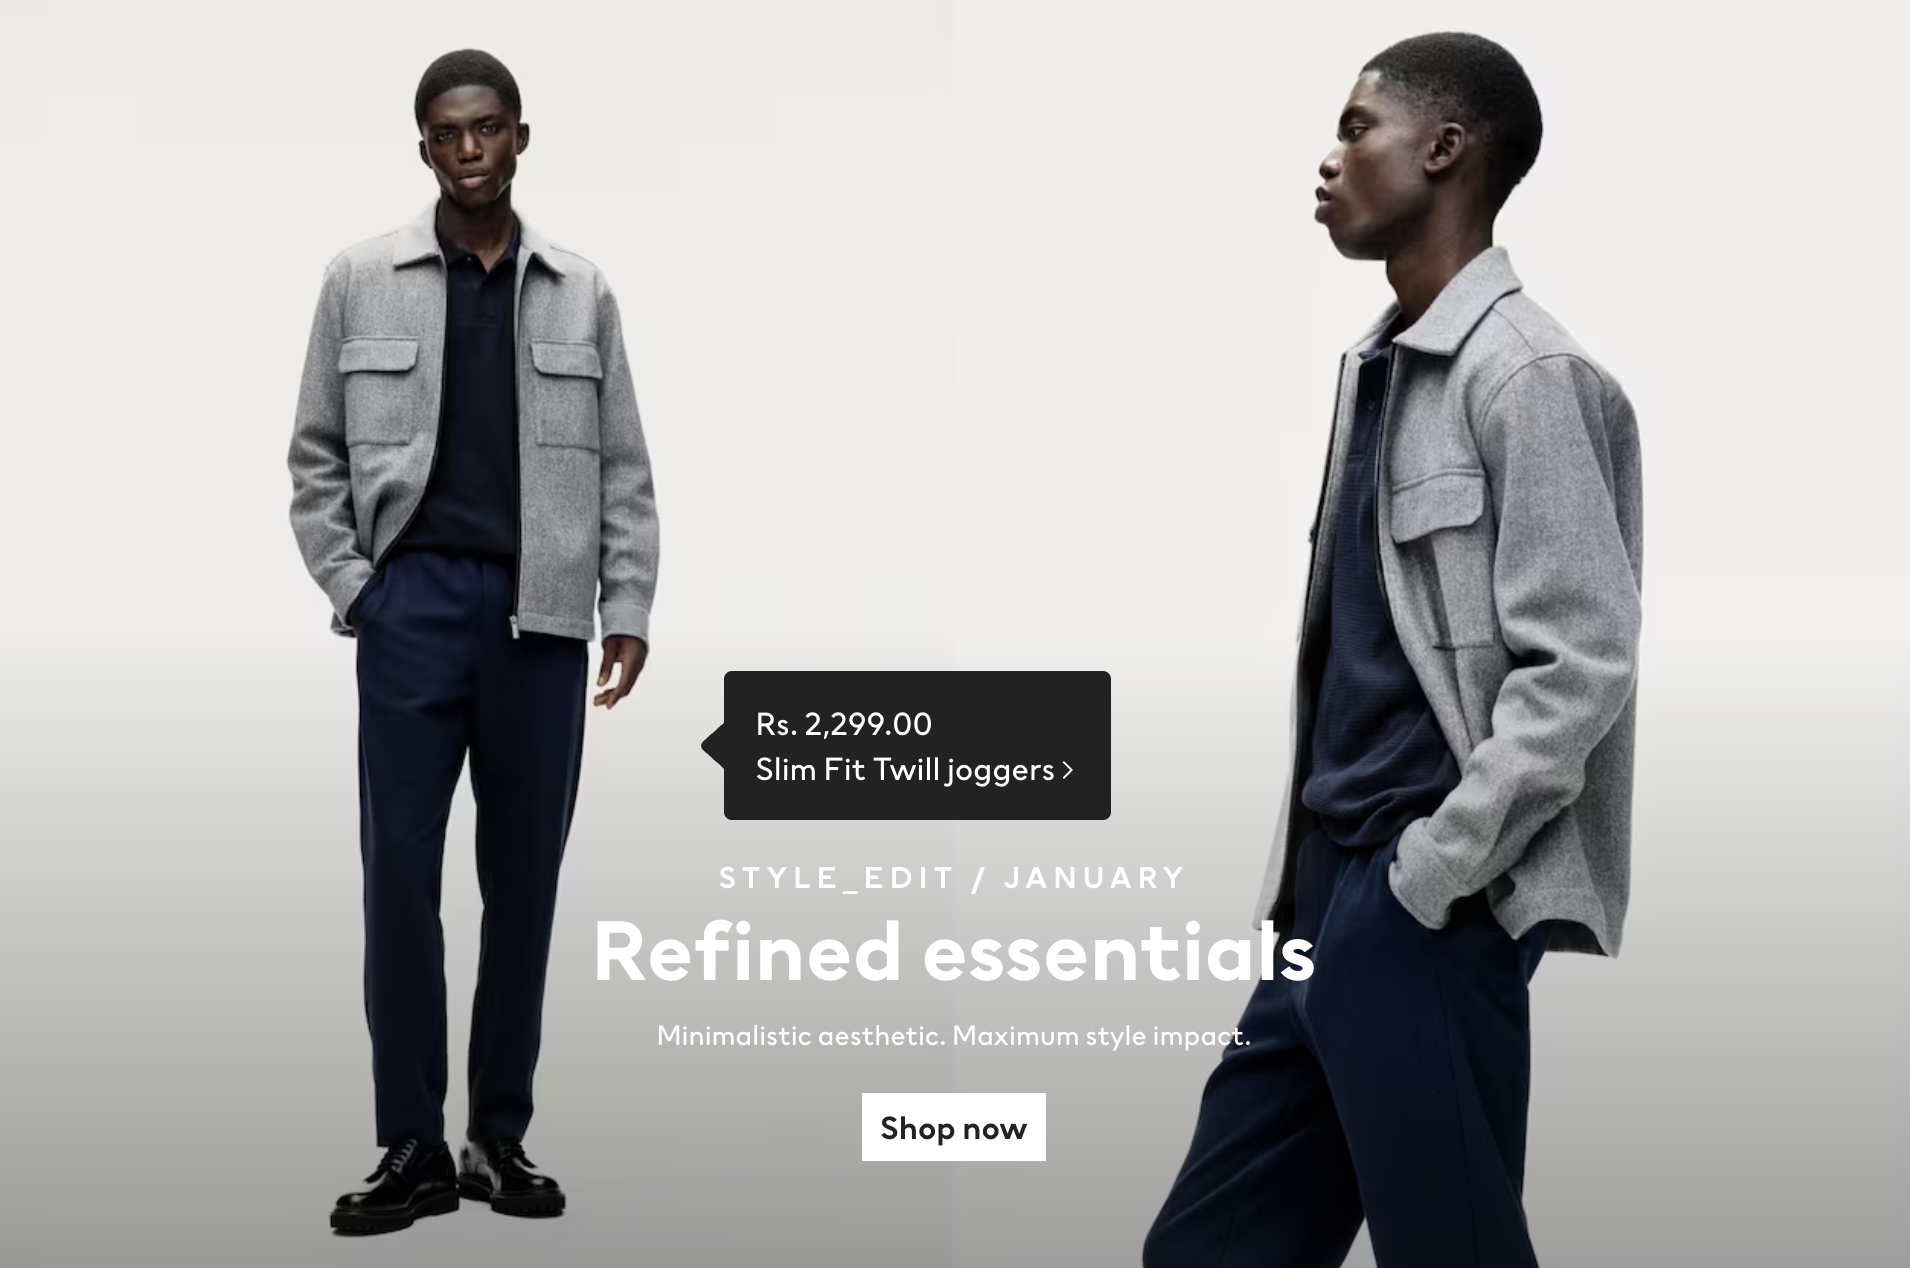 Rs. 2,299.00
Slim Fit Twill joggers >
STYLE_EDIT / JANUARY
Refined essentials
Minimalistic aesthetic. Maximum style impact.
Shop now